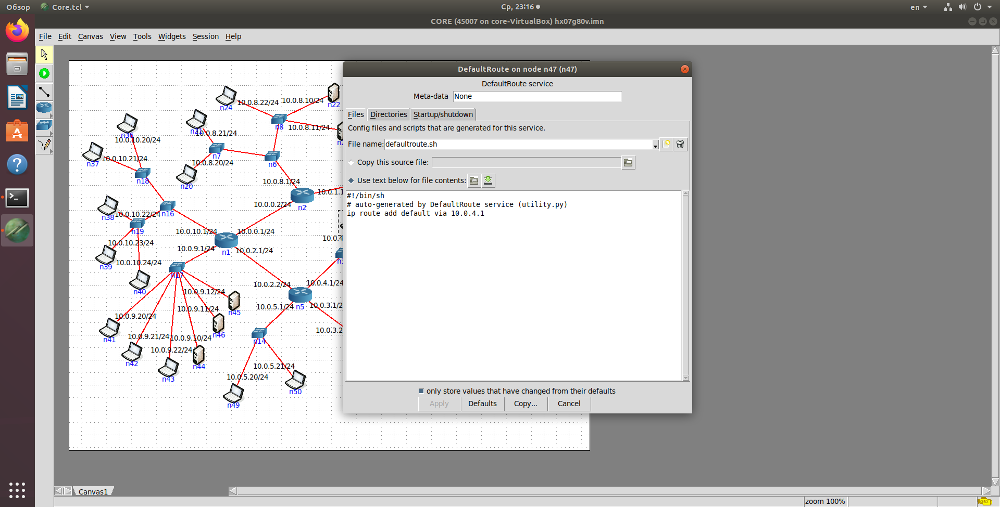 Обзор
Core.tcl
Ср, 23:16
en
CORE (45007 on core-VirtualBox) hx07g80v.imn
File Edit Canvas View Tools Widgets Session Help
DefaultRoute on node n47 (n47)
DefaultRoute service
Meta-data None
Files Directories Startup/shutdown
Config files and scripts that are generated for this service.
File name: defaultroute.sh
Copy this source file:
Use text below for file contents:
#!/bin/sh
# auto-generated by DefaultRoute service (utility.py)
ip route add default via 10.0.4.1
only store values that have changed from their defaults
Apply Defaults Copy... Cancel
n24
10.0.8.22/24
10.0.8.10/24
n22
n21
n8
10.0.8.11/24
n36
10.0.8.21/24
10.0.10.20/24
n7
n37
10.0.10.21/24
10.0.8.20/24
n6
n18
n20
10.0.8.1/24
10.0.1.1
n2
10.0.0.2/24
n38
10.0.10.22/24
n16
n19
10.0.10.1/24
10.0.0.1/24
10.0.4
10.0.10.23/24
10.0.9.1/24
n1
10.0.2.1/24
n39
10.0.10.24/24
n17
10.0.2.2/24
10.0.4.1/24
n40
10.0.9.12/24
10.0.5.1/24
n5
10.0.3.1/2
10.0.9.11/24
n45
10.0.9.20/24
10.0.3.2
n46
n41
10.0.9.21/24
10.0.9.10/24
n14
10.0.9.22/24
n42
n44
10.0.5.21/24
n43
10.0.5.20/24
n50
n49
Canvas1
zoom 100%
CHECK